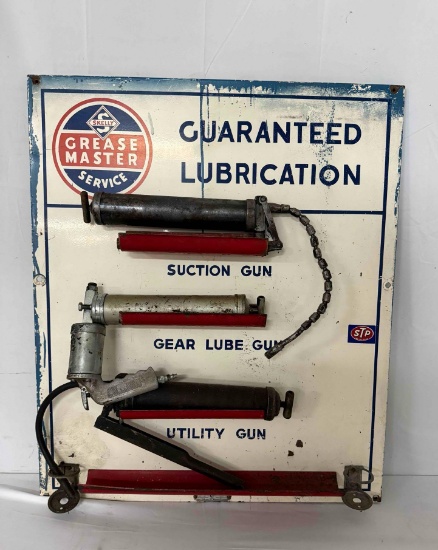 SKELLY
GREASE
MASTER
SERVICE
GUARANTEED
LUBRICATION
SUCTION GUN
GEAR LUBE GUN
STP
UTILITY GUN